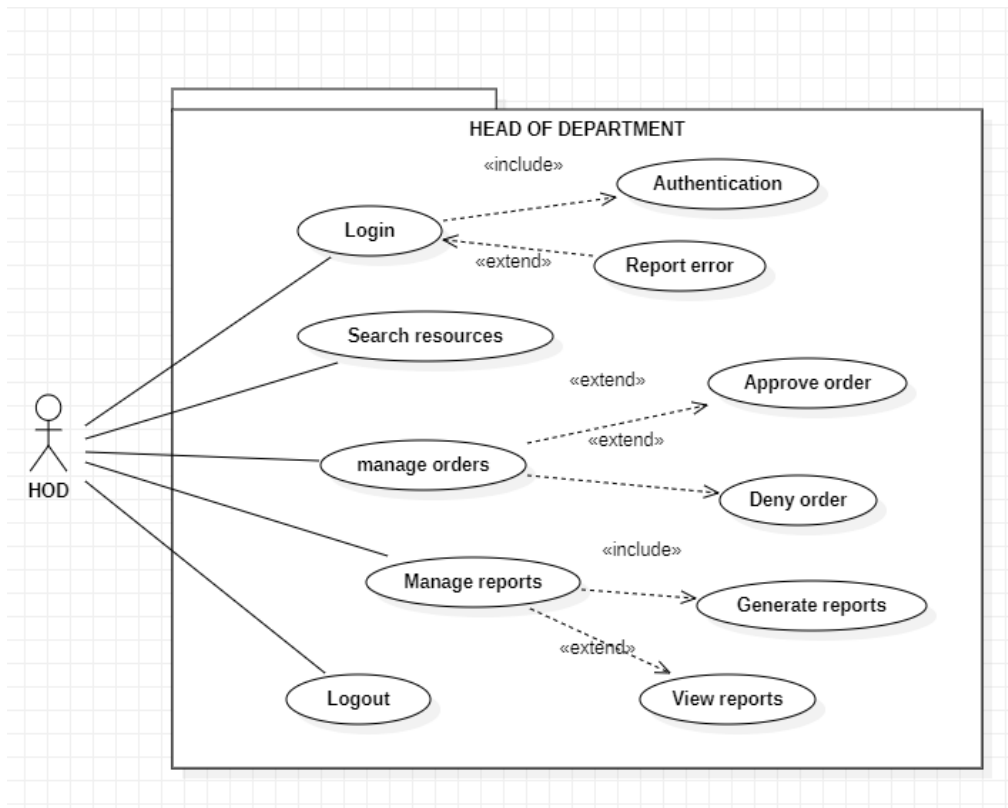 HEAD OF DEPARTMENT
«include»
Authentication
Login
«extend»
Report error
Search resources
«extend»
Approve order
«extend»
manage orders
Deny order
HOD
«include»
Manage reports
Generate reports
«extend»
Logout
View reports